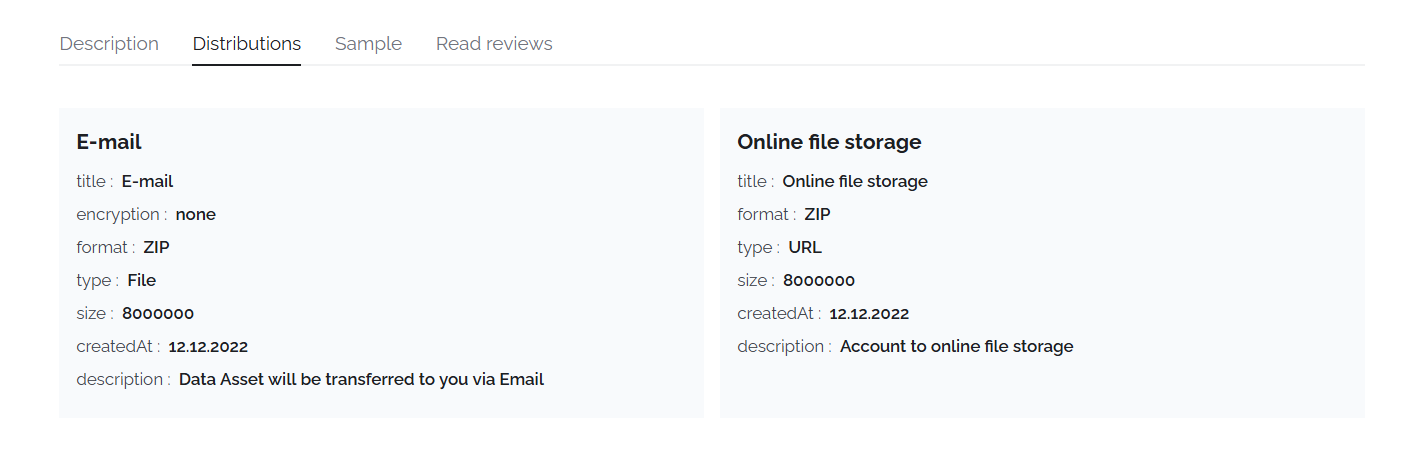 Description Distributions Sample Read reviews
E-mail
title : E-mail
encryption : none
format : ZIP
type : File
size : 8000000
createdAt : 12.12.2022
description : Data Asset will be transferred to you via Email
Online file storage
title : Online file storage
format : ZIP
type : URL
size : 8000000
createdAt : 12.12.2022
description : Account to online file storage